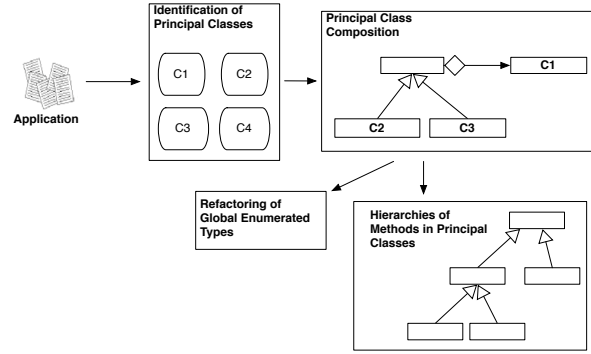 Application
Identification of
Principal Classes
C1
C2
C3
C4
Principal Class
Composition
C1
C2
C3
Refactoring of
Global Enumerated
Types
Hierarchies of
Methods in Principal
Classes